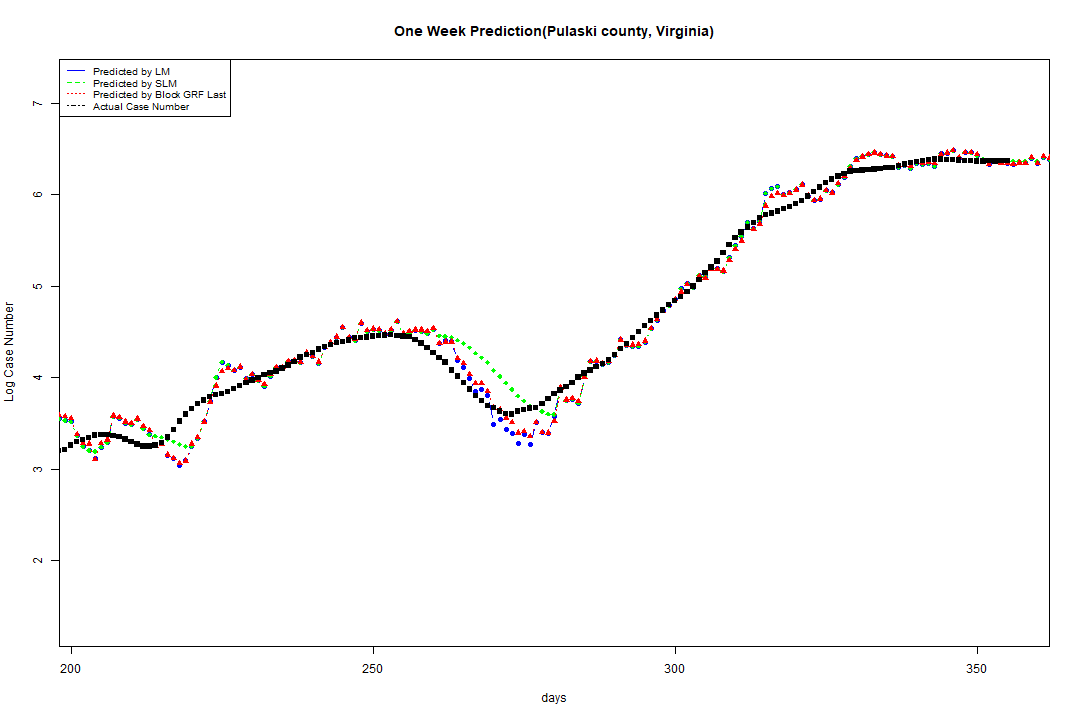 One Week Prediction(Pulaski county, Virginia)
Predicted by LM
Predicted by SLM
Predicted by Block GRF Last
Actual Case Number
7
6
5
4
3
2
Log Case Number
200 250 300 350
days